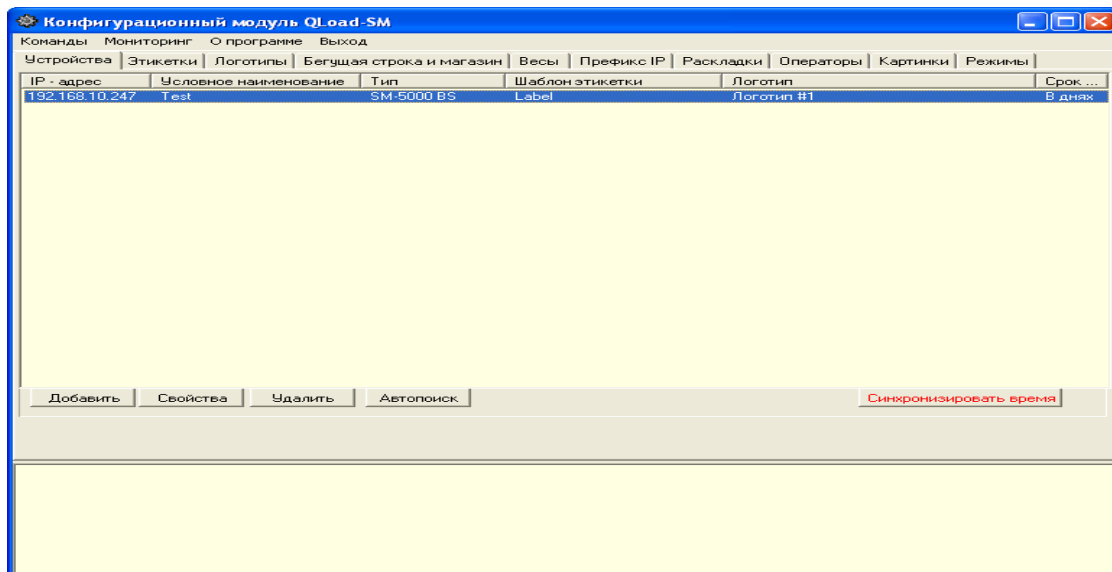 Конфигурационный модуль QLoad-SM
Команды Мониторинг О программе Выход
Устройства Этикетки Логотипы Бегущая строка и магазин Весы Префикс IP Раскладки Операторы Картинки Режимы
IP - адрес Условное наименование Тип Шаблон этикетки Логотип Срок ...
192.168.10.247 Test SM-5000 BS Label Логотип #1 В днях
Добавить Свойства Удалить Автопоиск Синхронизировать время